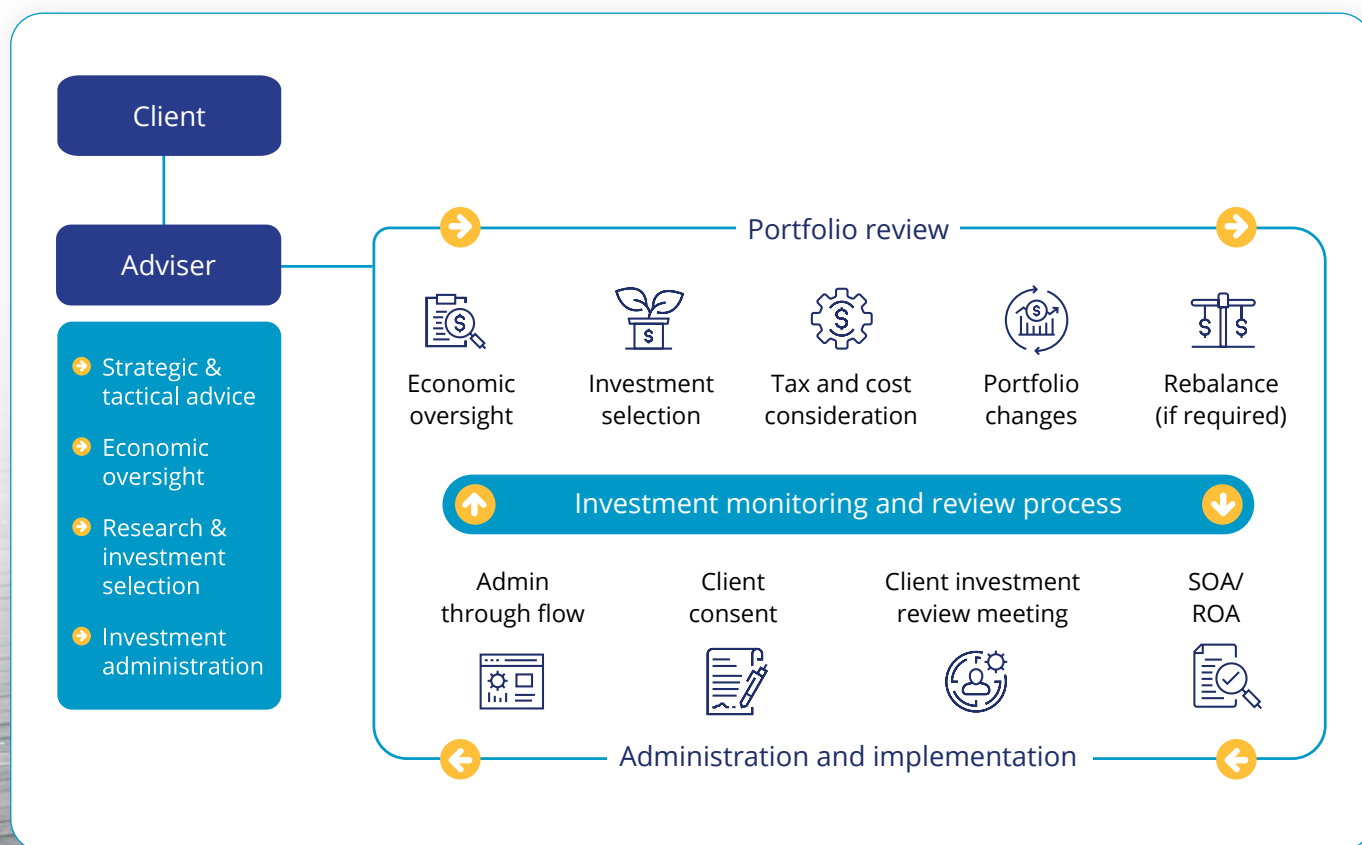 Client
Adviser
Strategic &
tactical advice
Economic
oversight
Research &
investment
selection
Investment
administration
Portfolio review
Economic
oversight
Investment
selection
Tax and cost
consideration
Portfolio
changes
Rebalance
(if required)
Investment monitoring and review process
Admin
through flow
Client
consent
Client investment
review meeting
SOA/
ROA
Administration and implementation